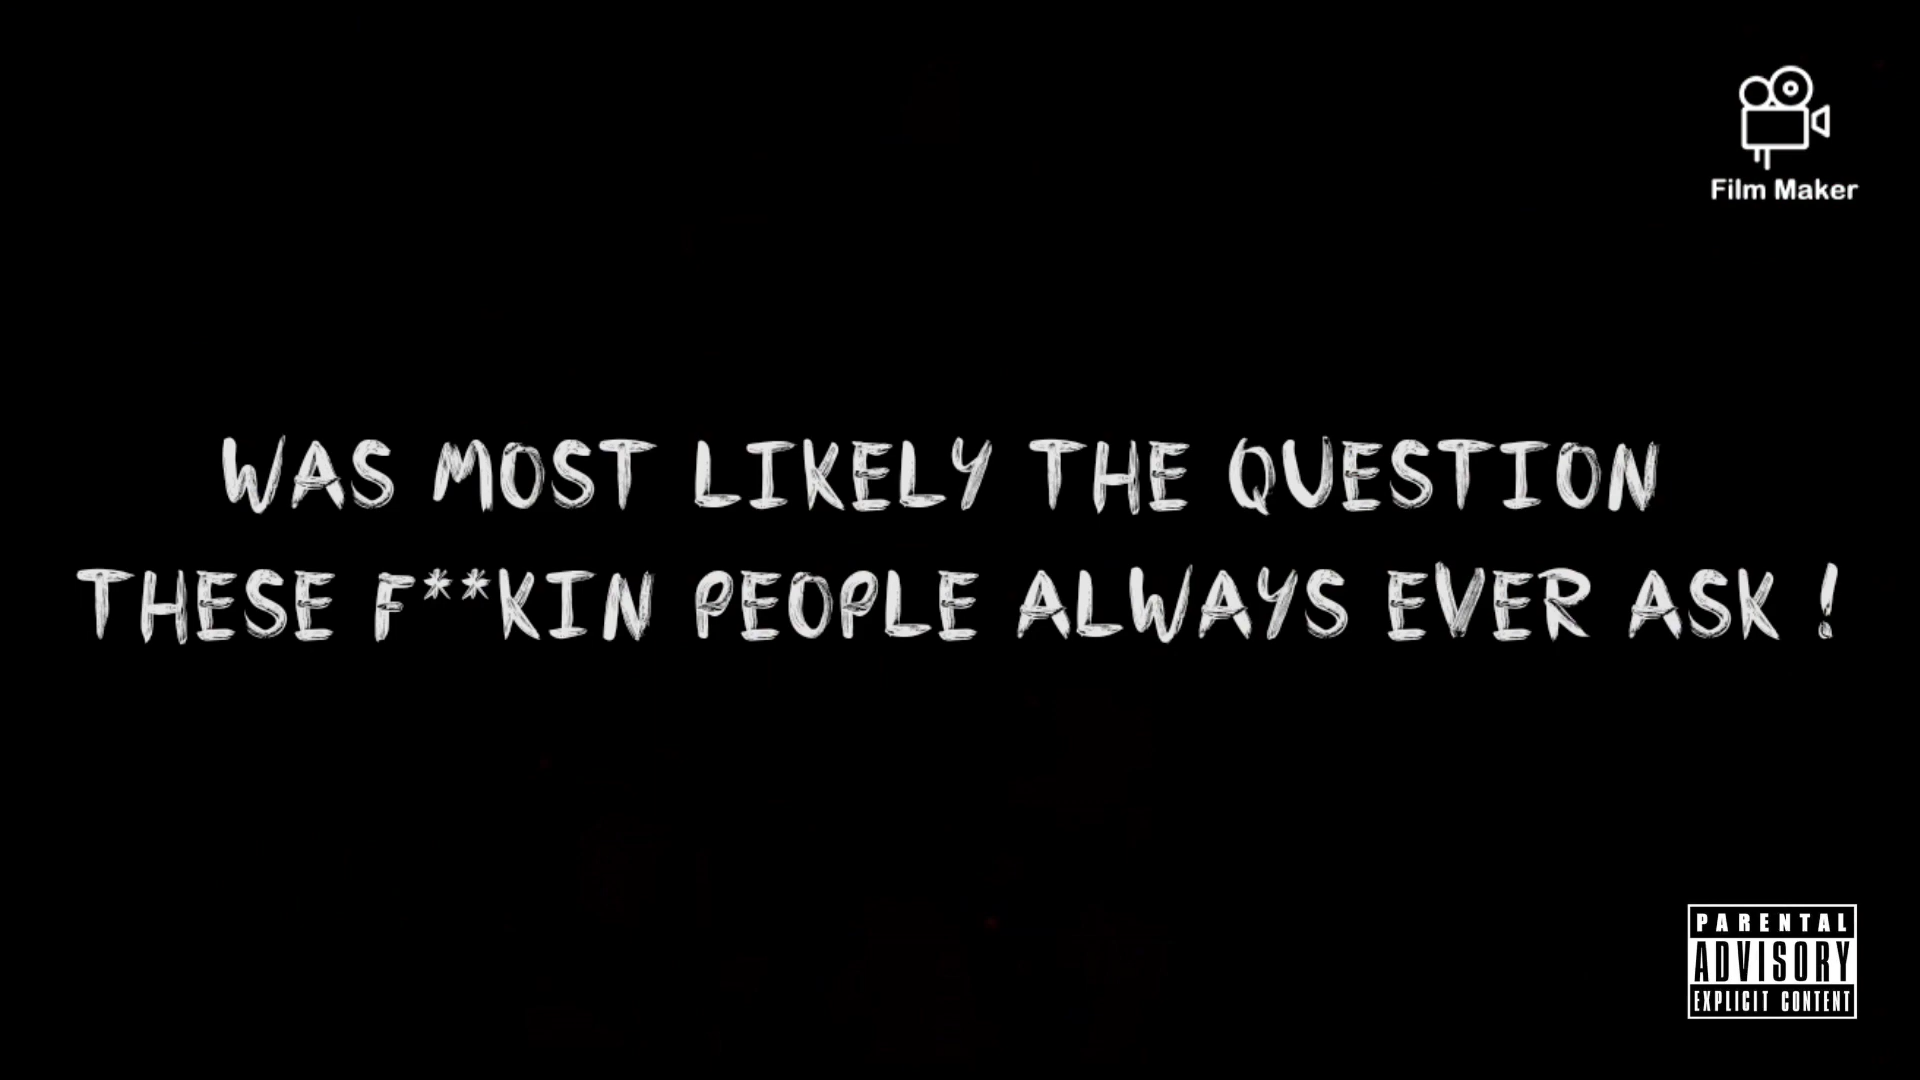 Film Maker
WAS MOST LIKELY THE QUESTION
THESE F**KIN PEOPLE ALWAYS EVER ASK !
PARENTAL
ADVISORY
EXPLICIT CONTENT